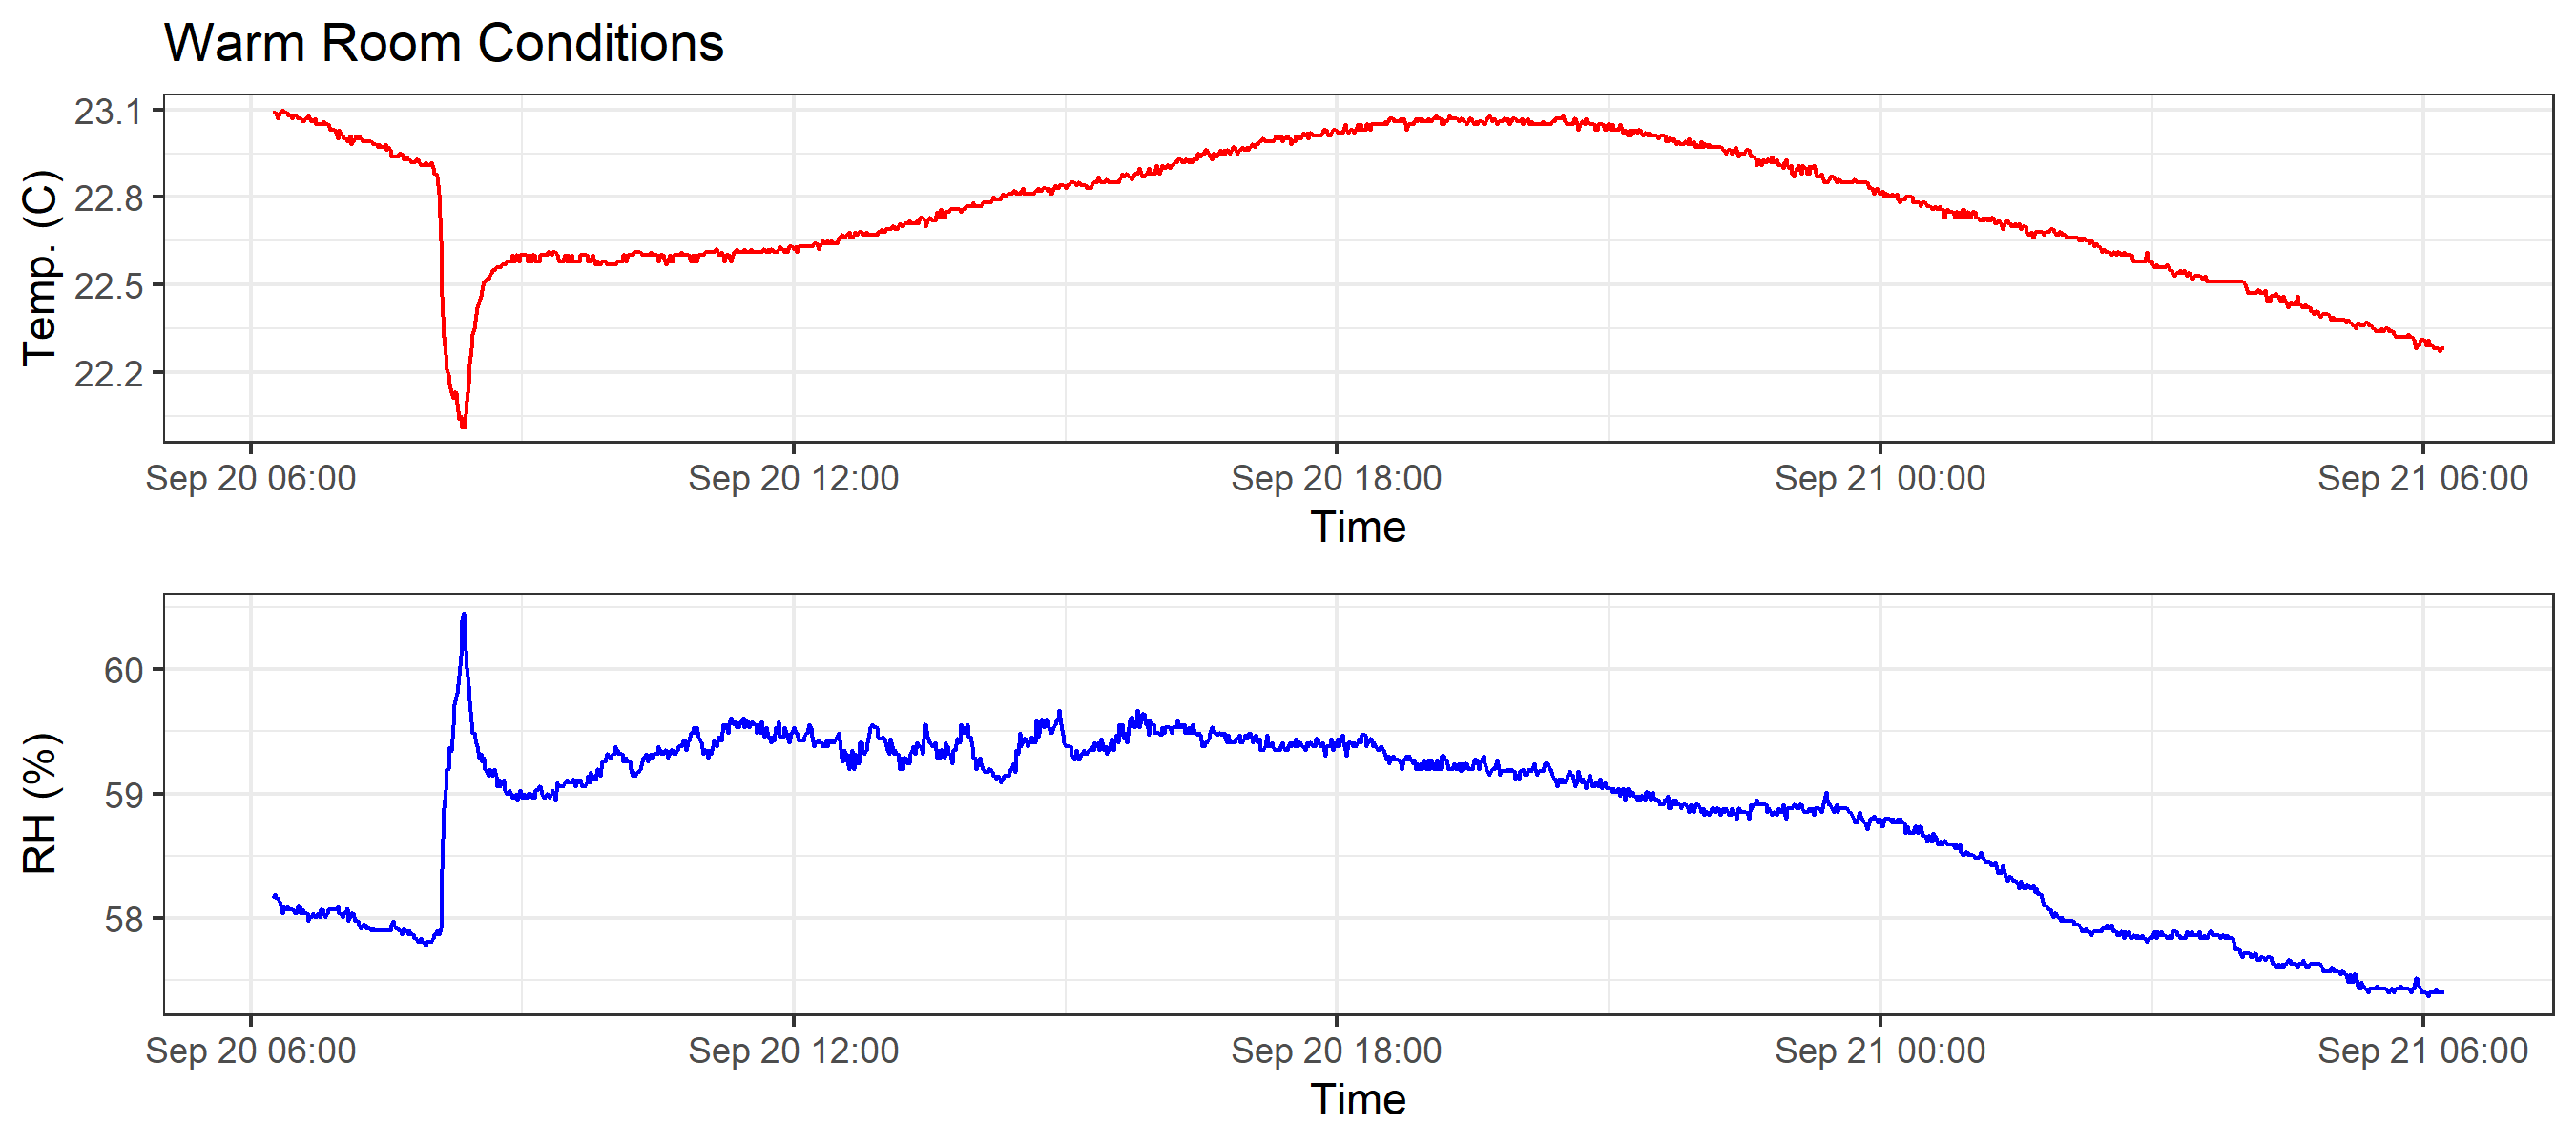 Warm Room Conditions
Temp. (C)
23.1
22.8
22.5
22.2
Sep 20 06:00 Sep 20 12:00 Sep 20 18:00 Sep 21 00:00 Sep 21 06:00
Time
RH (%)
60
59
58
Sep 20 06:00 Sep 20 12:00 Sep 20 18:00 Sep 21 00:00 Sep 21 06:00
Time